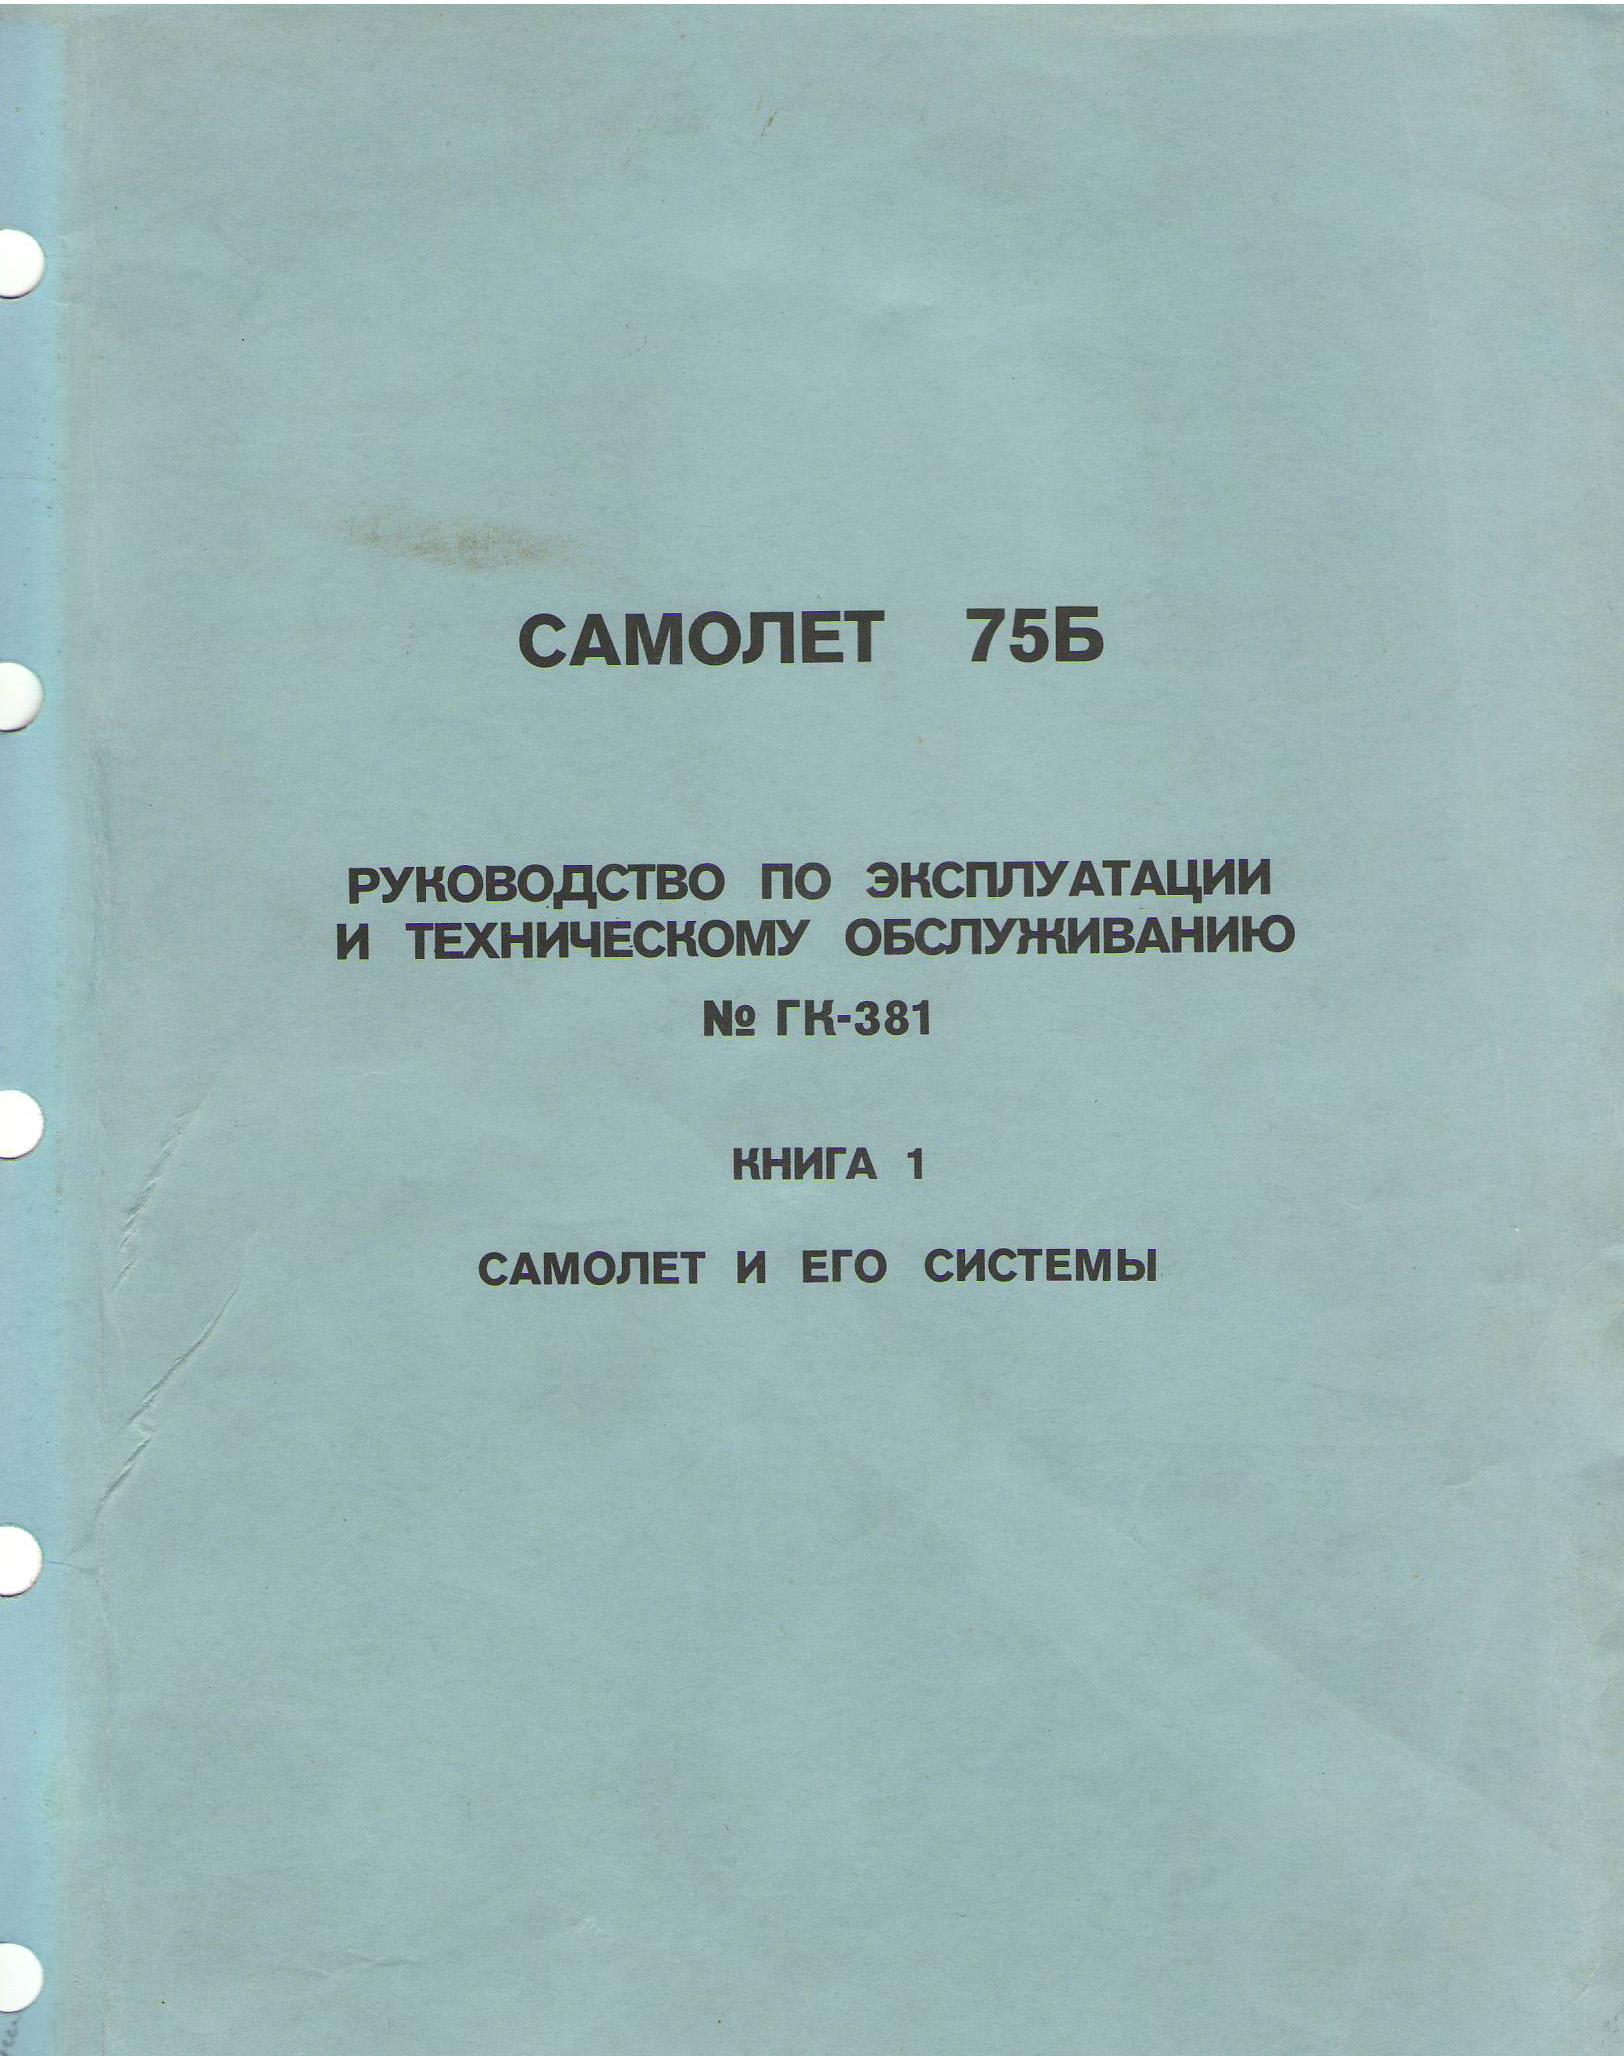 САМОЛЕТ 75Б
РУКОВОДСТВО ПО ЭКСПЛУАТАЦИИ
И ТЕХНИЧЕСКОМУ ОБСЛУЖИВАНИЮ
№ ГК-381
КНИГА 1
САМОЛЕТ И ЕГО СИСТЕМЫ